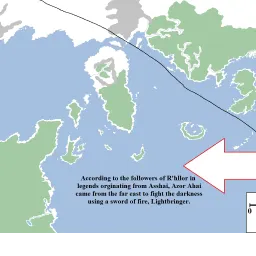 According to the followers of R'hllor in
legends orginating from Asshai, Azor Ahai
came from the far east to fight the darkness
using a sword of fire, Lightbringer.
0